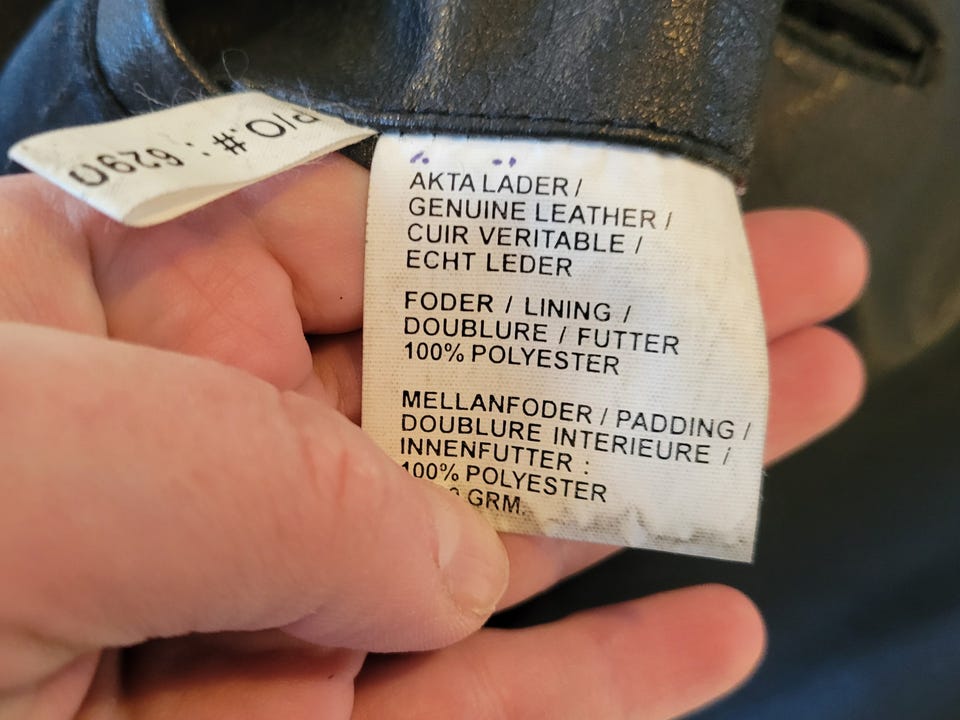 P/O.#: 629
AKTA LADER /
GENUINE LEATHER /
CUIR VERITABLE /
ECHT LEDER
FODER / LINING /
DOUBLURE / FUTTER
100% POLYESTER
MELLANFODER / PADDING /
DOUBLURE INTERIEURE /
INNENFUTTER :
100% POLYESTER
GRM.